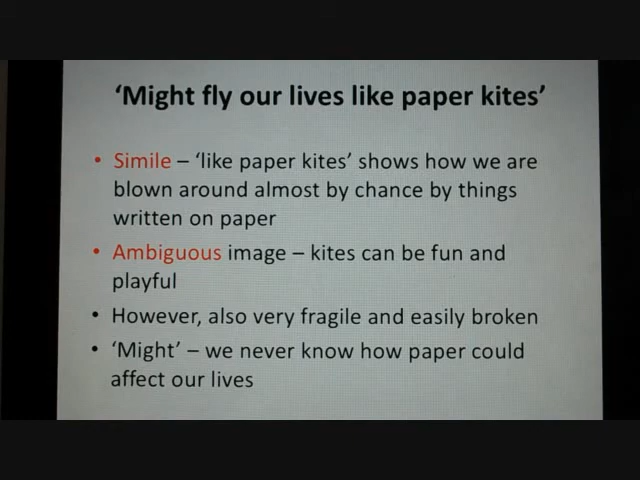 ‘Might fly our lives like paper kites’
• Simile – ‘like paper kites’ shows how we are
blown around almost by chance by things
written on paper
• Ambiguous image – kites can be fun and
playful
• However, also very fragile and easily broken
• ‘Might’ – we never know how paper could
affect our lives